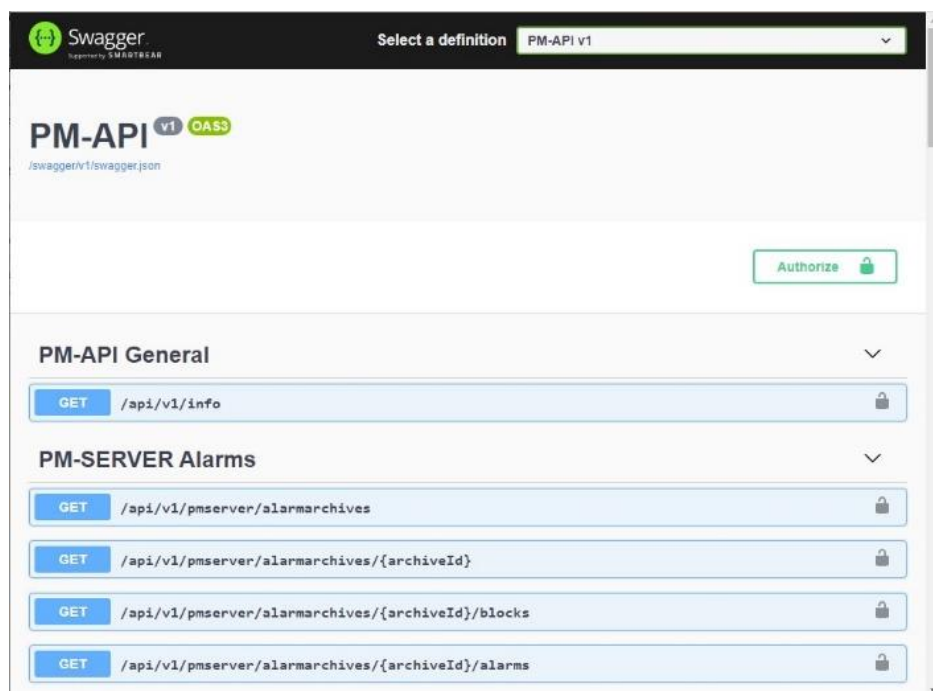 Swagger.
Supported by SMARTBEAR
Select a definition
PM-API v1
PM-API v1 OAS3
/swagger/v1/swagger.json
Authorize
PM-API General
GET /api/v1/info
PM-SERVER Alarms
GET /api/v1/pmserver/alarmarchives
GET /api/v1/pmserver/alarmarchives/{archiveId}
GET /api/v1/pmserver/alarmarchives/{archiveId}/blocks
GET /api/v1/pmserver/alarmarchives/{archiveId}/alarms